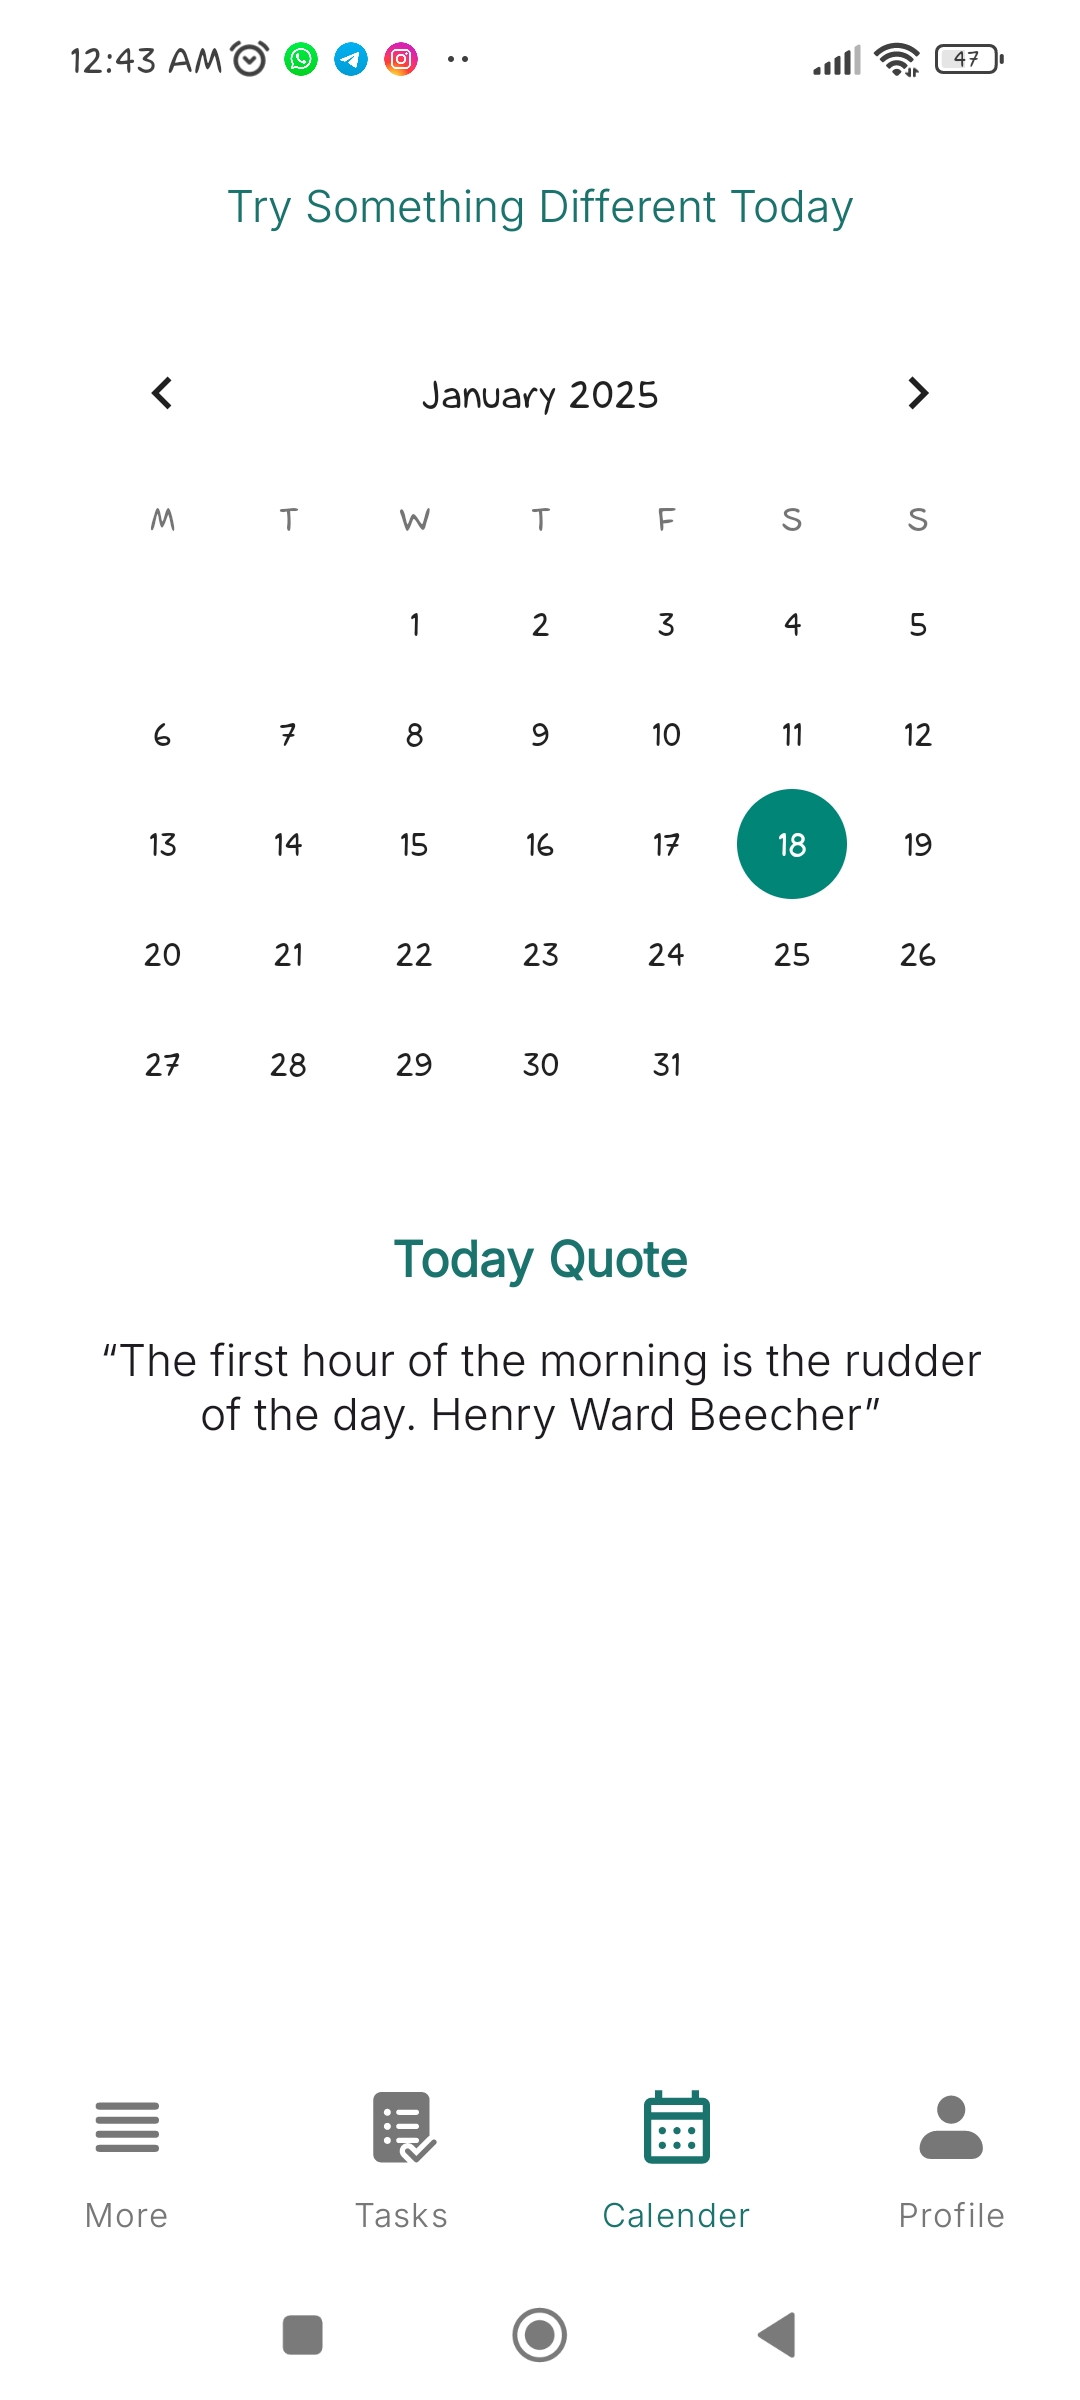 12:43 AM 47
Try Something Different Today
January 2025
M T W T F S S
1 2 3 4 5
6 7 8 9 10 11 12
13 14 15 16 17 18 19
20 21 22 23 24 25 26
27 28 29 30 31
Today Quote
“The first hour of the morning is the rudder
of the day. Henry Ward Beecher”
More Tasks Calender Profile